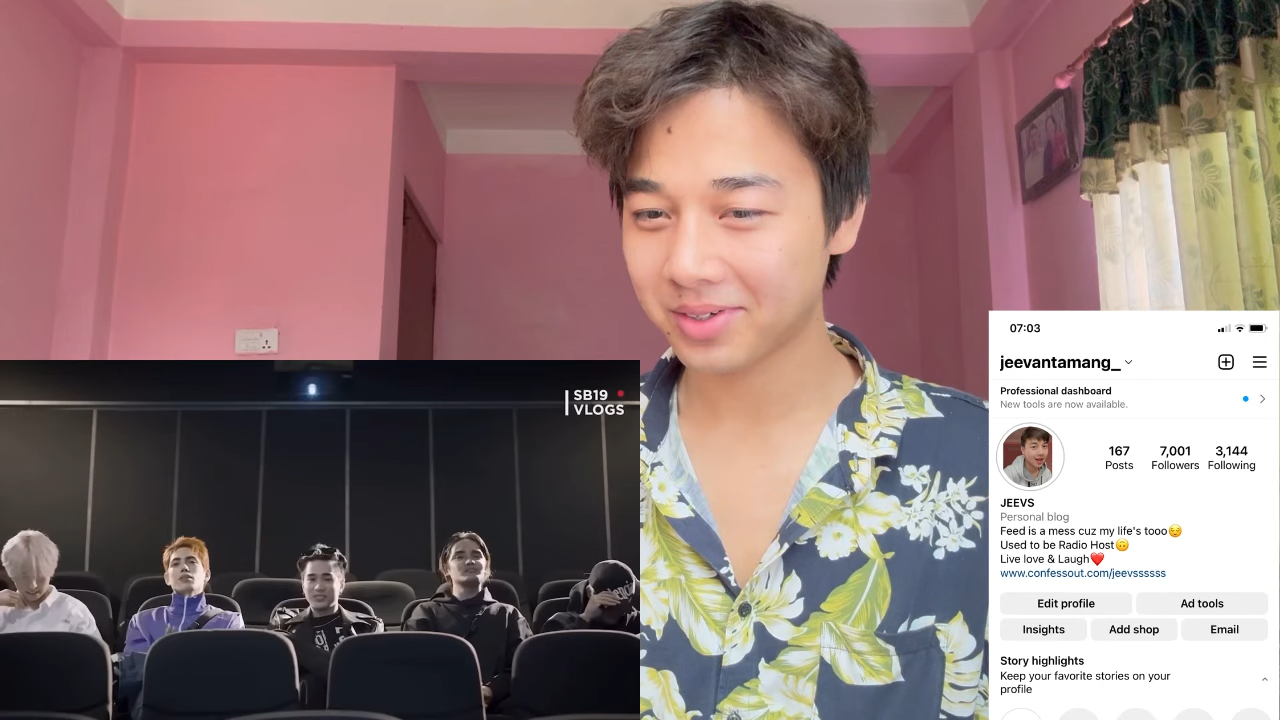 SB19
VLOGS
07:03
jeevantamang_
Professional dashboard
New tools are now available.
167 7,001 3,144
Posts Followers Following
JEEVS
Personal blog
Feed is a mess cuz my life's tooo😏
Used to be Radio Host🙃
Live love & Laugh❤️
www.confessout.com/jeevssssss
Edit profile Ad tools
Insights Add shop Email
Story highlights
Keep your favorite stories on your
profile